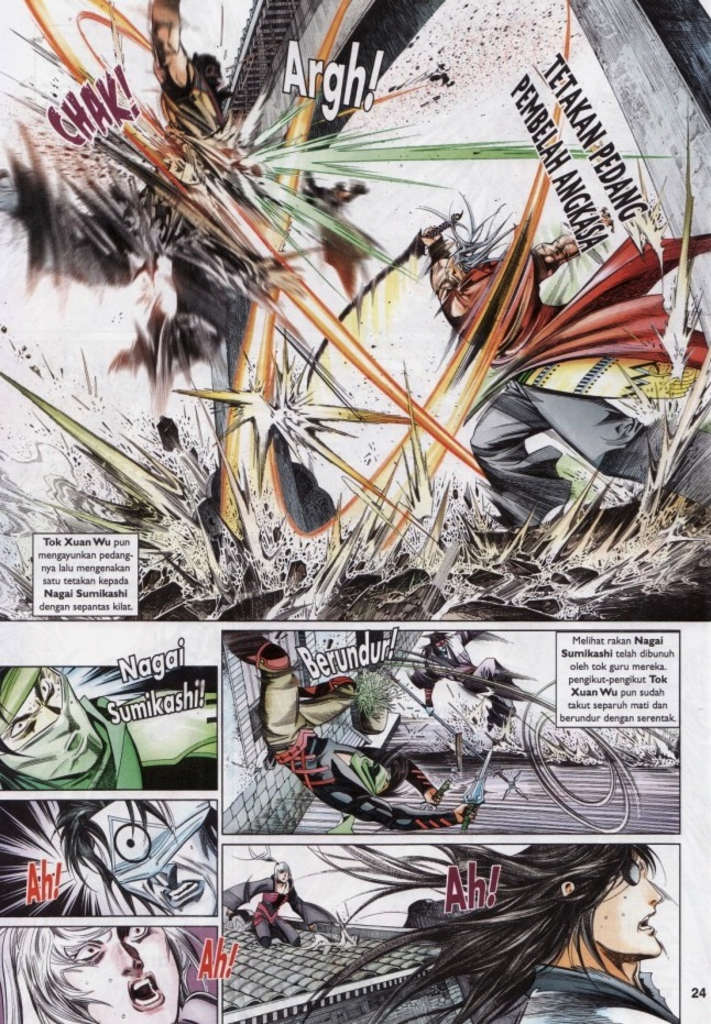 CHAK!
Argh!
TETAKAN PEDANG
PEMBELAH ANGKASA
Tok Xuan Wu pun
mengayunkan pedang-
nya lalu mengenakan
satu tetakan kepada
Nagai Sumikashi
dengan sepantas kilat.
Nagai
Sumikashi!
Berundur!
Melihat rakan Nagai
Sumikashi telah dibunuh
oleh tok guru mereka.
pengikut-pengikut Tok
Xuan Wu pun sudah
takut separuh mati dan
berundur dengan serentak.
Ah!
Ah!
Ah!
24